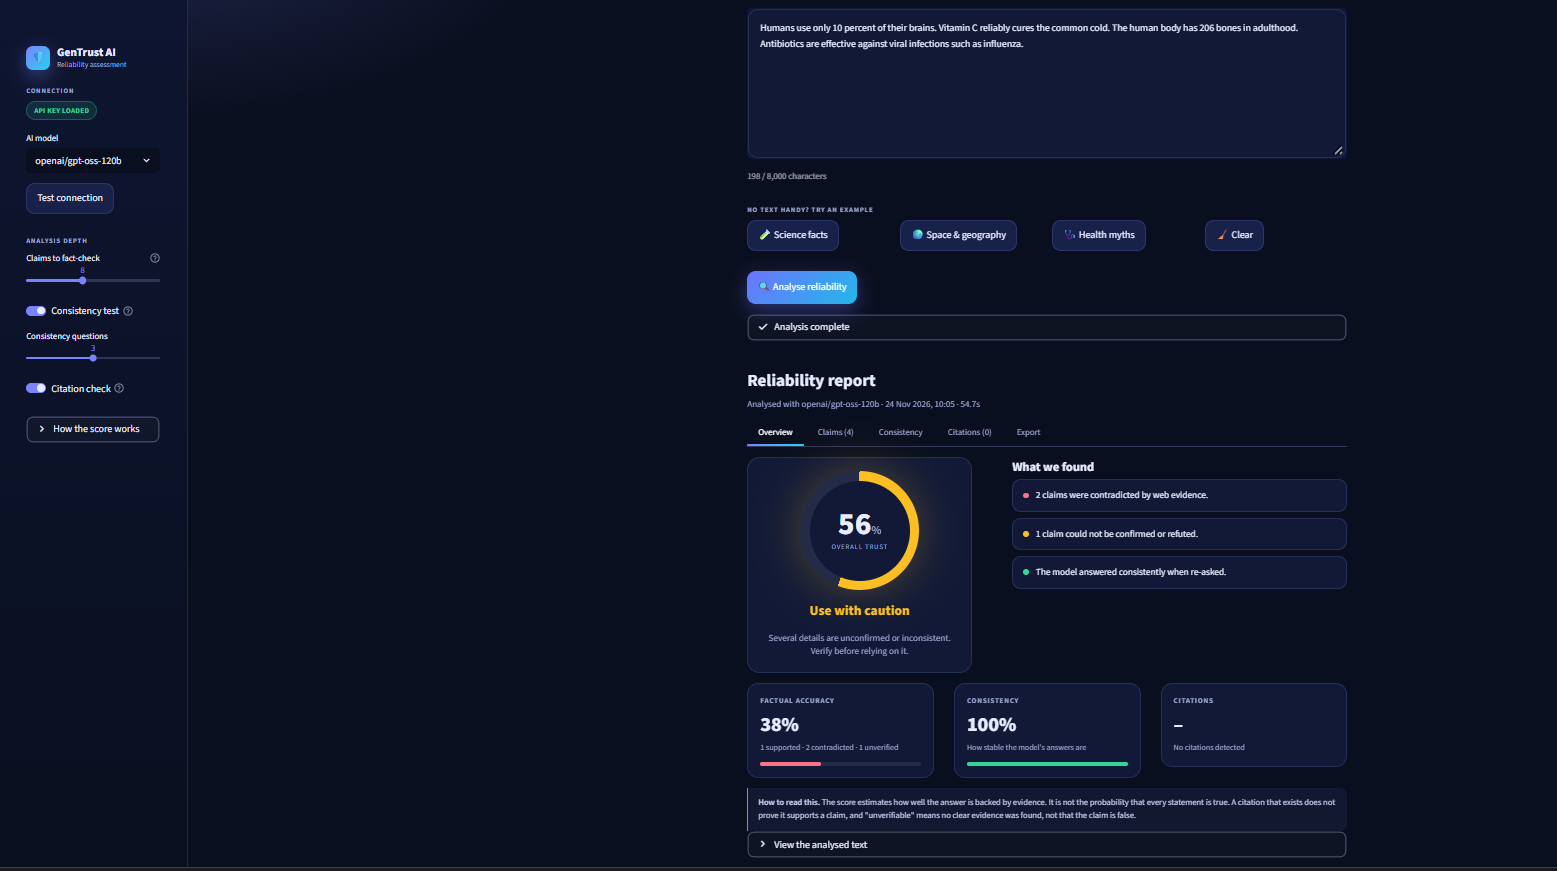 GenTrust AI
Reliability assessment
CONNECTION
API KEY LOADED
AI model
openai/gpt-oss-120b
Test connection
ANALYSIS DEPTH
Claims to fact-check
8
Consistency test
Consistency questions
3
Citation check
How the score works
Humans use only 10 percent of their brains. Vitamin C reliably cures the common cold. The human body has 206 bones in adulthood.
Antibiotics are effective against viral infections such as influenza.
198 / 8,000 characters
NO TEXT HANDY? TRY AN EXAMPLE
Science facts
Space & geography
Health myths
Clear
Analyse reliability
Analysis complete
Reliability report
Analysed with openai/gpt-oss-120b · 24 Nov 2026, 10:05 · 54.7s
Overview
Claims (4)
Consistency
Citations (0)
Export
56%
OVERALL TRUST
Use with caution
Several details are unconfirmed or inconsistent.
Verify before relying on it.
What we found
2 claims were contradicted by web evidence.
1 claim could not be confirmed or refuted.
The model answered consistently when re-asked.
FACTUAL ACCURACY
38%
1 supported · 2 contradicted · 1 unverified
CONSISTENCY
100%
How stable the model's answers are
CITATIONS
–
No citations detected
How to read this. The score estimates how well the answer is backed by evidence. It is not the probability that every statement is true. A citation that exists does not
prove it supports a claim, and "unverifiable" means no clear evidence was found, not that the claim is false.
View the analysed text